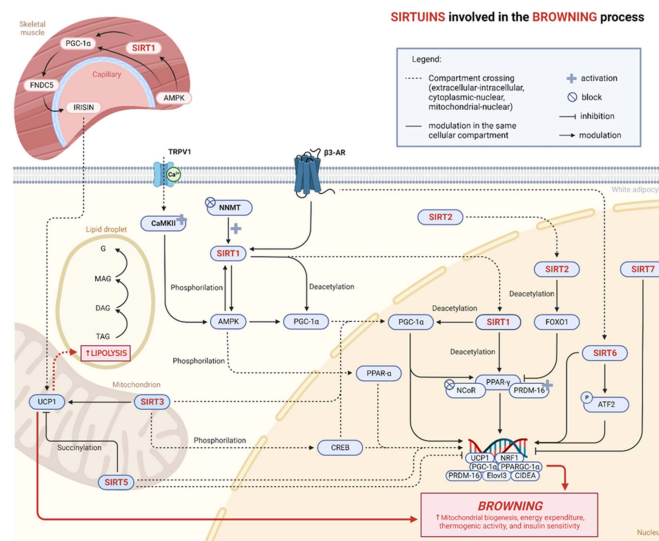 SIRTUINS involved in the BROWNING process
Skeletal
muscle
PGC-1α
SIRT1
Capillary
FNDC5
IRISIN
AMPK
Legend:
Compartment crossing
(extracellular-intracellular,
cytoplasmic-nuclear,
mitochondrial-nuclear)
modulation in the same
cellular compartment
activation
block
inhibition
modulation
TRPV1
Ca²⁺
β3-AR
White adipocy
CaMKII
NNMT
SIRT1
SIRT2
SIRT2
SIRT7
Lipid droplet
G
MAG
DAG
TAG
↑ LIPOLYSIS
Phosphorilation
Deacetylation
Deacetylation
AMPK
PGC-1α
PGC-1α
Deacetylation
SIRT1
FOXO1
Deacetylation
SIRT6
Phosphorilation
PPAR-α
PPAR-γ
NCoR
PRDM-16
P
ATF2
Mitochondrion
UCP1
SIRT3
Phosphorilation
CREB
Succinylation
SIRT5
UCP1
NRF1
PGC-1α
PPARGC-1α
PRDM-16
Elovl3
CIDEA
BROWNING
↑ Mitochondrial biogenesis, energy expenditure,
thermogenic activity, and insulin sensitivity
Nucleu